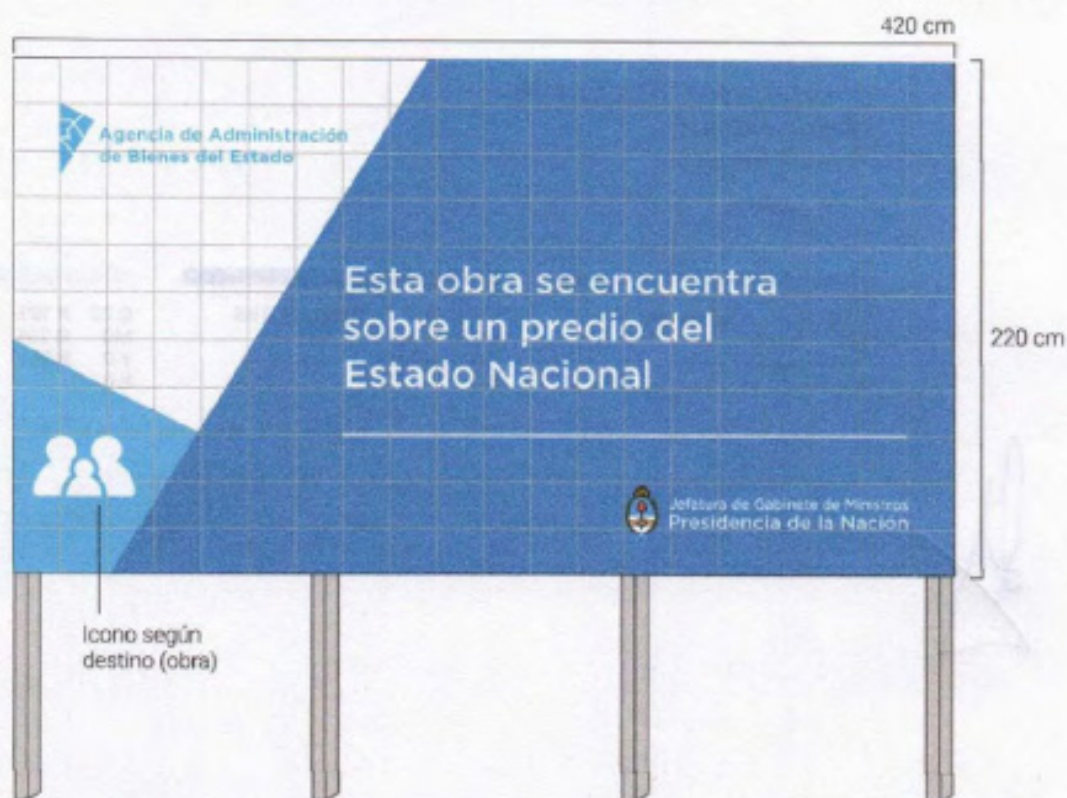 420 cm
Agencia de Administración
de Bienes del Estado
Esta obra se encuentra
sobre un predio del
Estado Nacional
220 cm
Jefatura de Gabinete de Ministros
Presidencia de la Nación
Icono según
destino (obra)